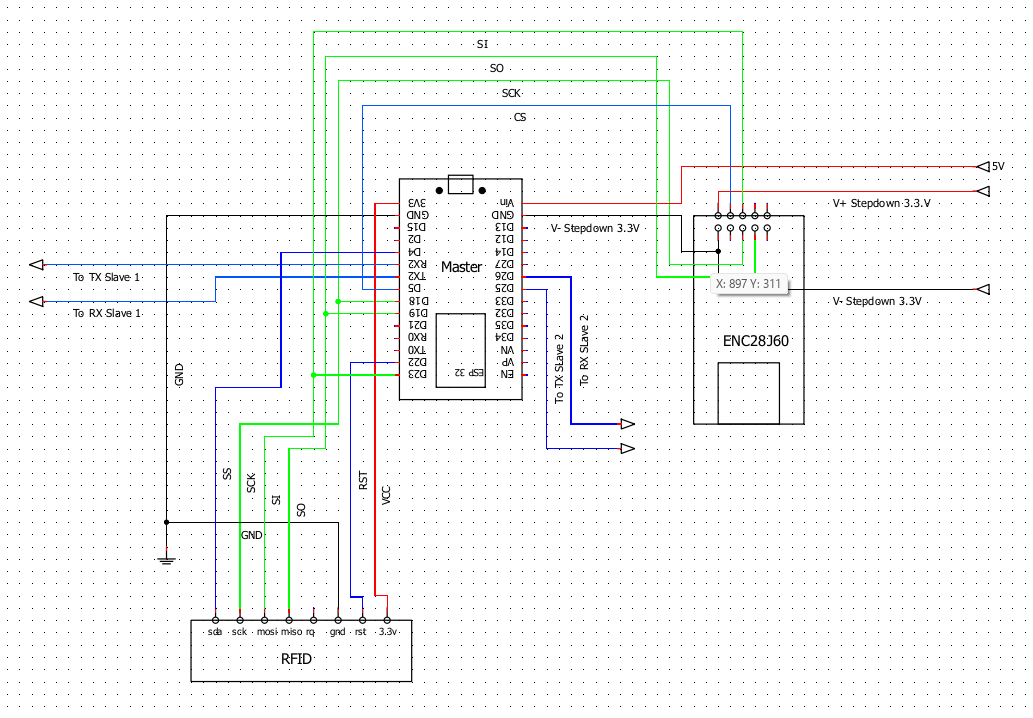 SI
SO
SCK
CS
5V
V+ Stepdown 3.3.V
V- Stepdown 3.3V
X: 897 Y: 311
V- Stepdown 3.3V
ENC28J60
To TX Slave 1
To RX Slave 1
Master
3V3
GND
D15
D2
D4
RX2
TX2
D5
D18
D19
D21
RX0
TX0
D22
D23
Vin
GND
D13
D12
D14
D27
D26
D25
D33
D32
D35
D34
VN
VP
EN
ESP 32
To TX SLave 2
To RX SLave 2
GND
SS
SCK
SI
SO
RST
VCC
GND
sda sck mosi miso rq gnd rst 3.3v
RFID